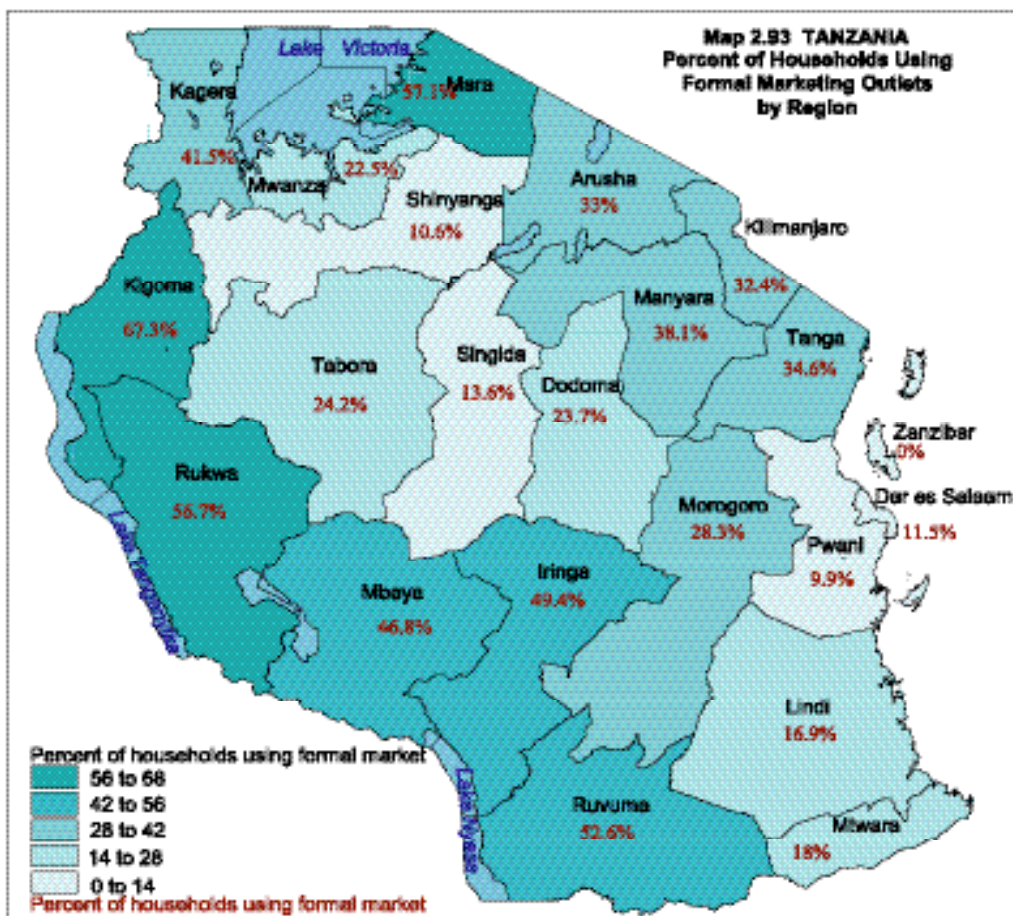 Map 2.93 TANZANIA
Percent of Households Using
Formal Marketing Outlets
by Region
Lake Victoria
Mara
57.1%
Kagera
41.5%
Mwanza
22.5%
Shinyanga
10.6%
Arusha
33%
Kilimanjaro
32.4%
Kigoma
67.3%
Manyara
38.1%
Tanga
34.6%
Tabora
24.2%
Singida
13.6%
Dodoma
23.7%
Zanzibar
0%
Rukwa
56.7%
Dar es Salaam
11.5%
Morogoro
28.3%
Pwani
9.9%
Lake Tanganyika
Mbeya
46.8%
Iringa
49.4%
Lindi
16.9%
Lake Nyasa
Ruvuma
52.6%
Mtwara
18%
Percent of households using formal market
56 to 68
42 to 56
28 to 42
14 to 28
0 to 14
Percent of households using formal market